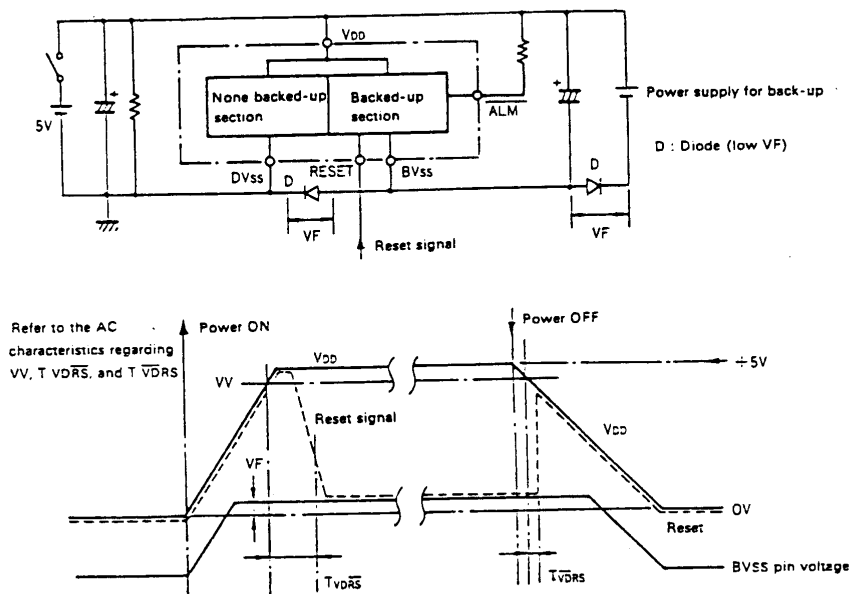 VDD
None backed-up
section
Backed-up
section
ALM
5V
Power supply for back-up
D : Diode (low VF)
DVSS
RESET
BVSS
D
D
VF
VF
Reset signal
Refer to the AC
characteristics regarding
VV, T VDRS, and T VDRS
Power ON
Power OFF
VDD
÷5V
VV
Reset signal
VDD
VF
0V
Reset
TVDRS
TVDRS
BVSS pin voltage